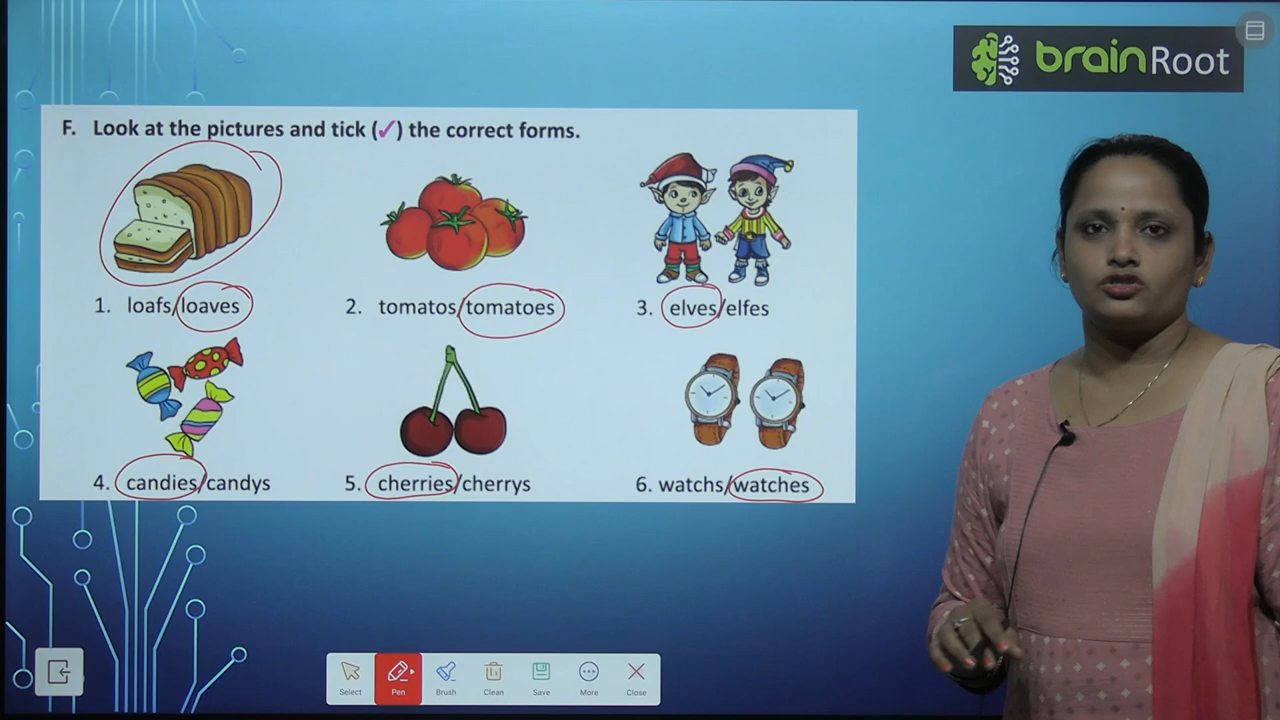 brainRoot
F. Look at the pictures and tick (✓) the correct forms.
1. loafs/loaves
2. tomatos/tomatoes
3. elves/elfes
4. candies/candys
5. cherries/cherrys
6. watchs/watches
Select
Pen
Brush
Clean
Save
More
Close